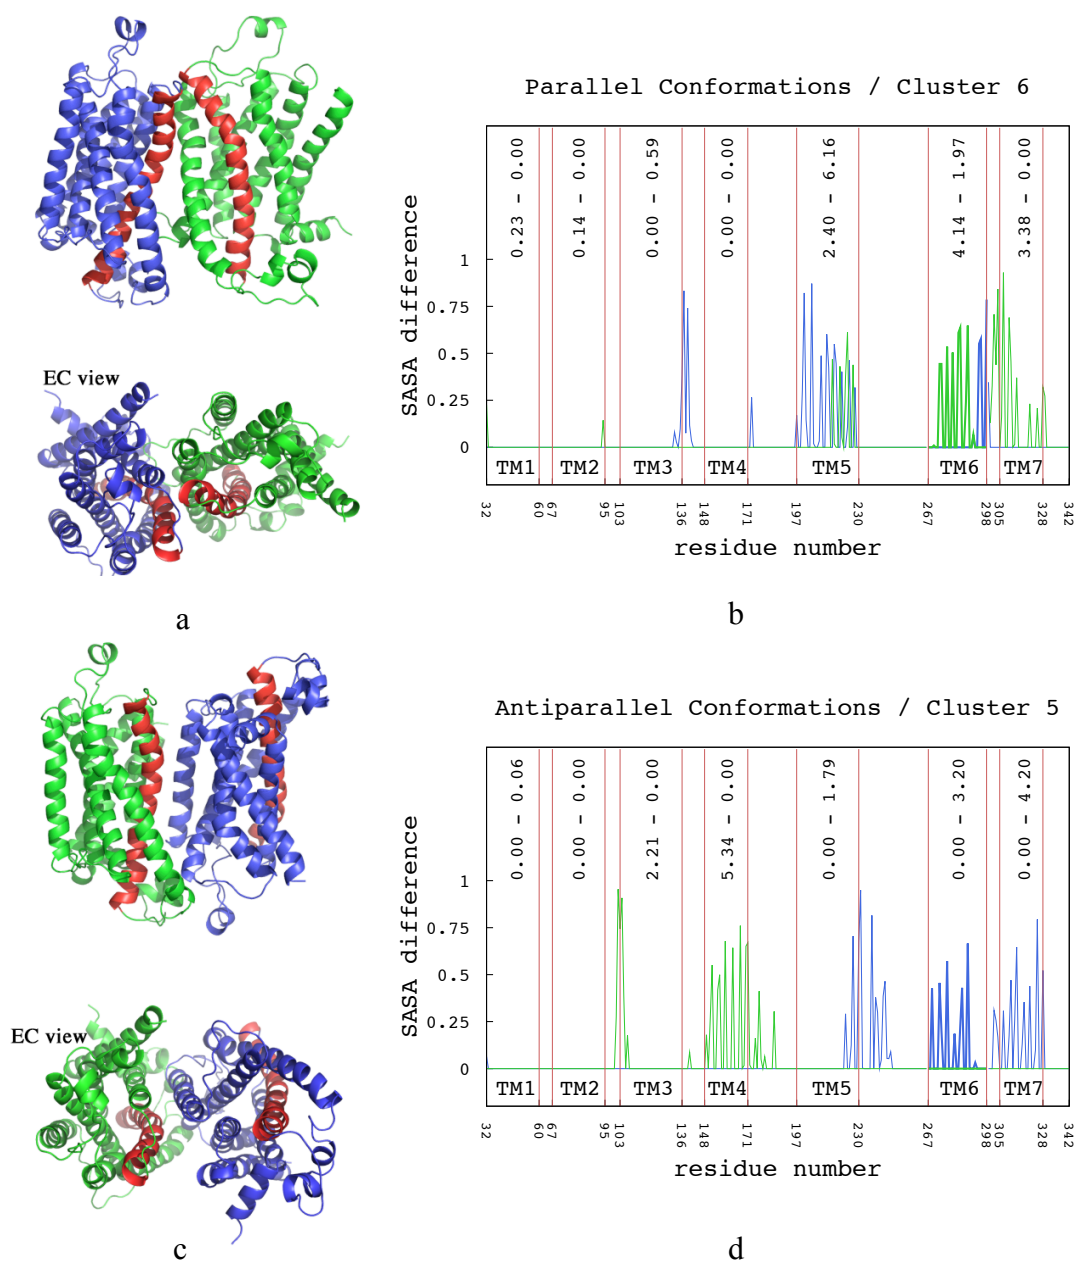 EC view
a
Parallel Conformations / Cluster 6
0.23 - 0.00
0.14 - 0.00
0.00 - 0.59
0.00 - 0.00
2.40 - 6.16
4.14 - 1.97
3.38 - 0.00
SASA difference
1
0.75
0.5
0.25
0
TM1 TM2 TM3 TM4 TM5 TM6 TM7
32 60 67 95 103 136 148 171 197 230 267 298 305 328 342
residue number
b
EC view
c
Antiparallel Conformations / Cluster 5
0.00 - 0.06
0.00 - 0.00
2.21 - 0.00
5.34 - 0.00
0.00 - 1.79
0.00 - 3.20
0.00 - 4.20
SASA difference
1
0.75
0.5
0.25
0
TM1 TM2 TM3 TM4 TM5 TM6 TM7
32 60 67 95 103 136 148 171 197 230 267 298 305 328 342
residue number
d